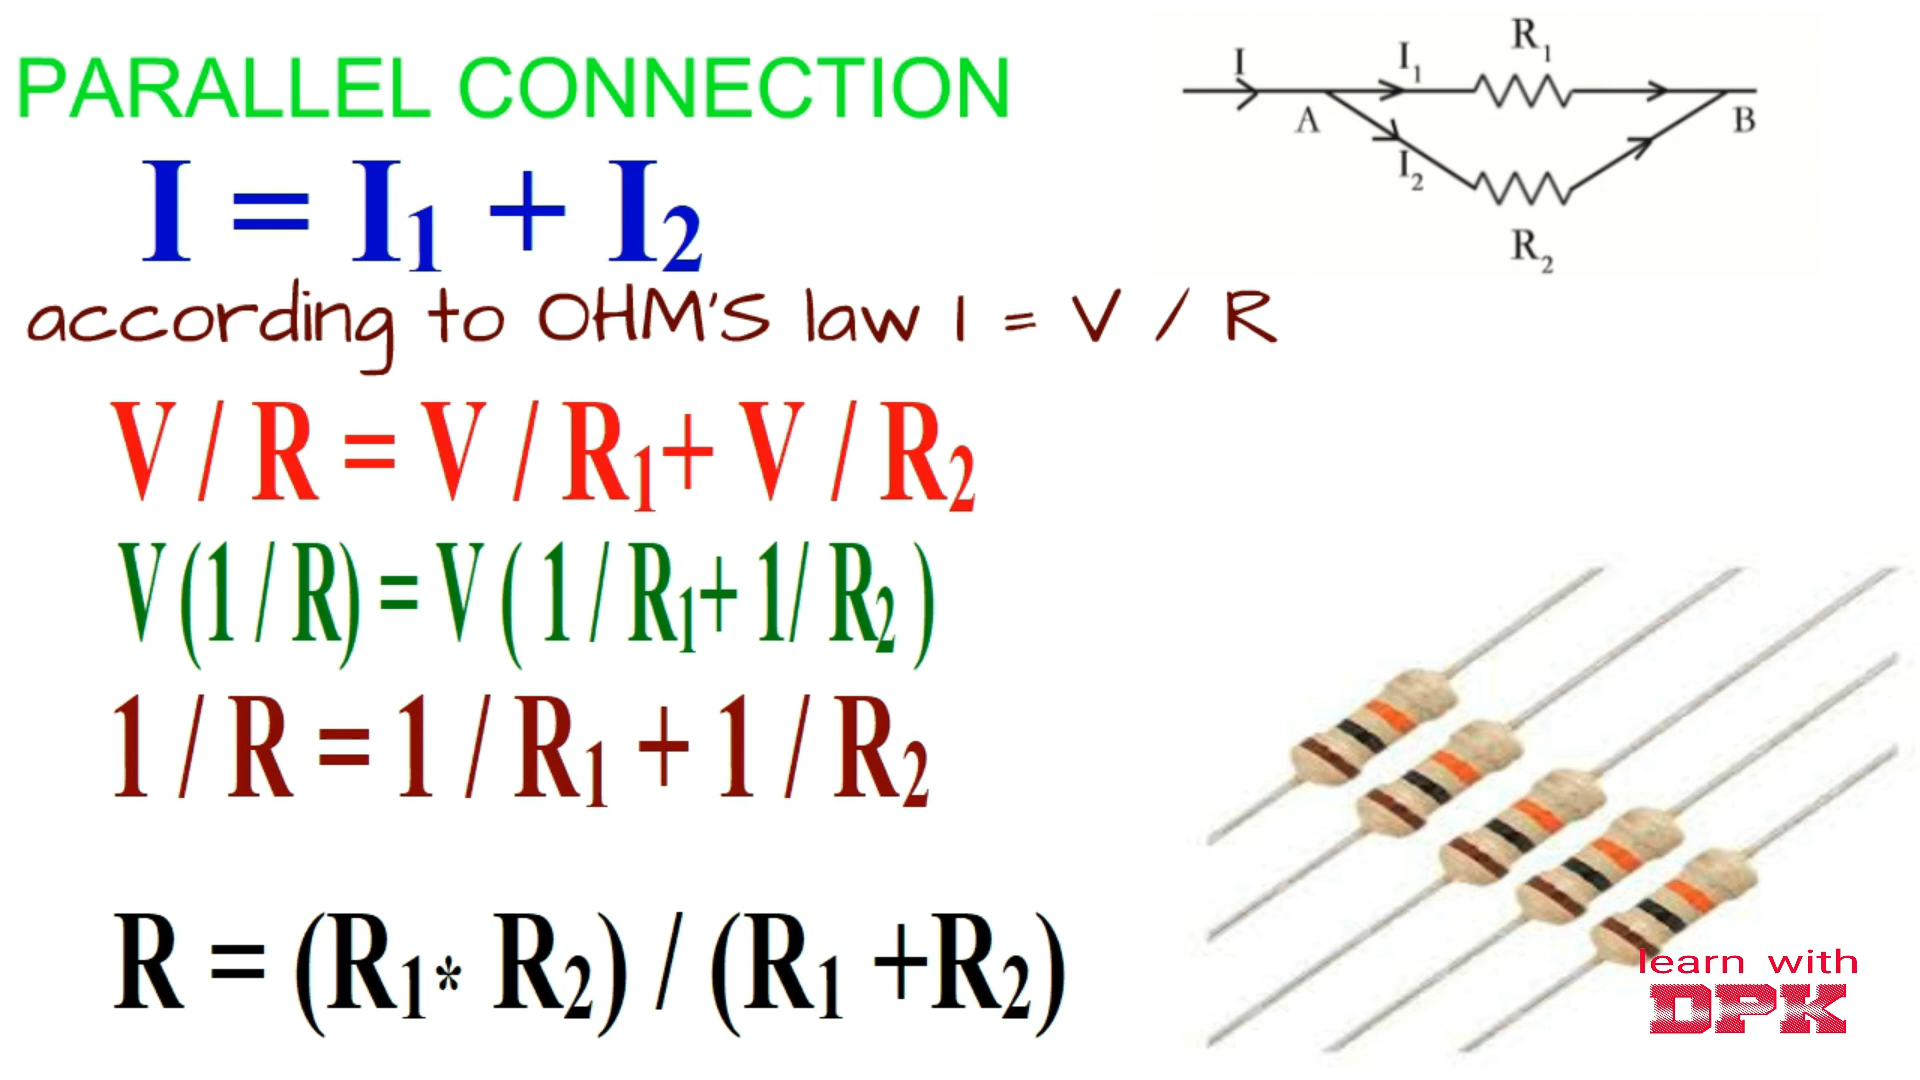 PARALLEL CONNECTION
I = I₁ + I₂
according to OHM'S law I = V / R
V / R = V / R₁+ V / R₂
V (1 / R) = V ( 1 / R₁+ 1/ R₂ )
1 / R = 1 / R₁ + 1 / R₂
R = (R₁* R₂) / (R₁ +R₂)
I I₁ R₁
A B
I₂
R₂
learn with
DPK